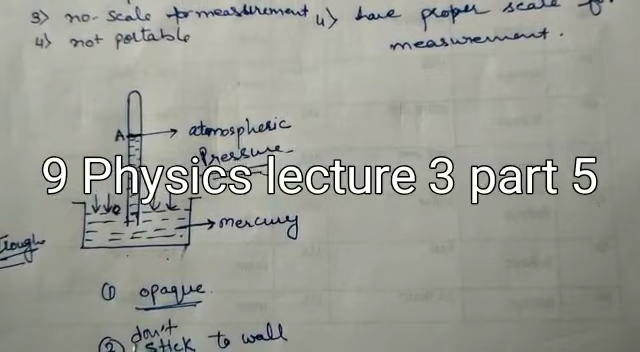 3) no-scale for measurement 4) have proper scale
4) not portable measurement.
A → atmospheric
Pressure
9 Physics lecture 3 part 5
→ mercury
Trough
① opaque.
② don't
stick to wall